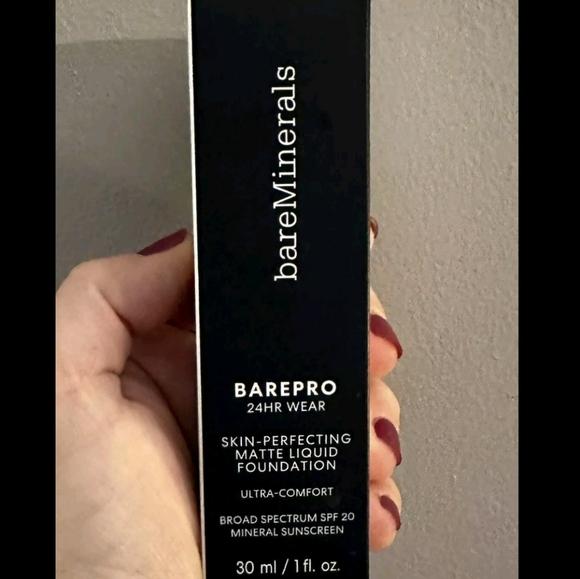 bareMinerals
BAREPRO
24HR WEAR
SKIN-PERFECTING
MATTE LIQUID
FOUNDATION
ULTRA-COMFORT
BROAD SPECTRUM SPF 20
MINERAL SUNSCREEN
30 ml / 1 fl. oz.